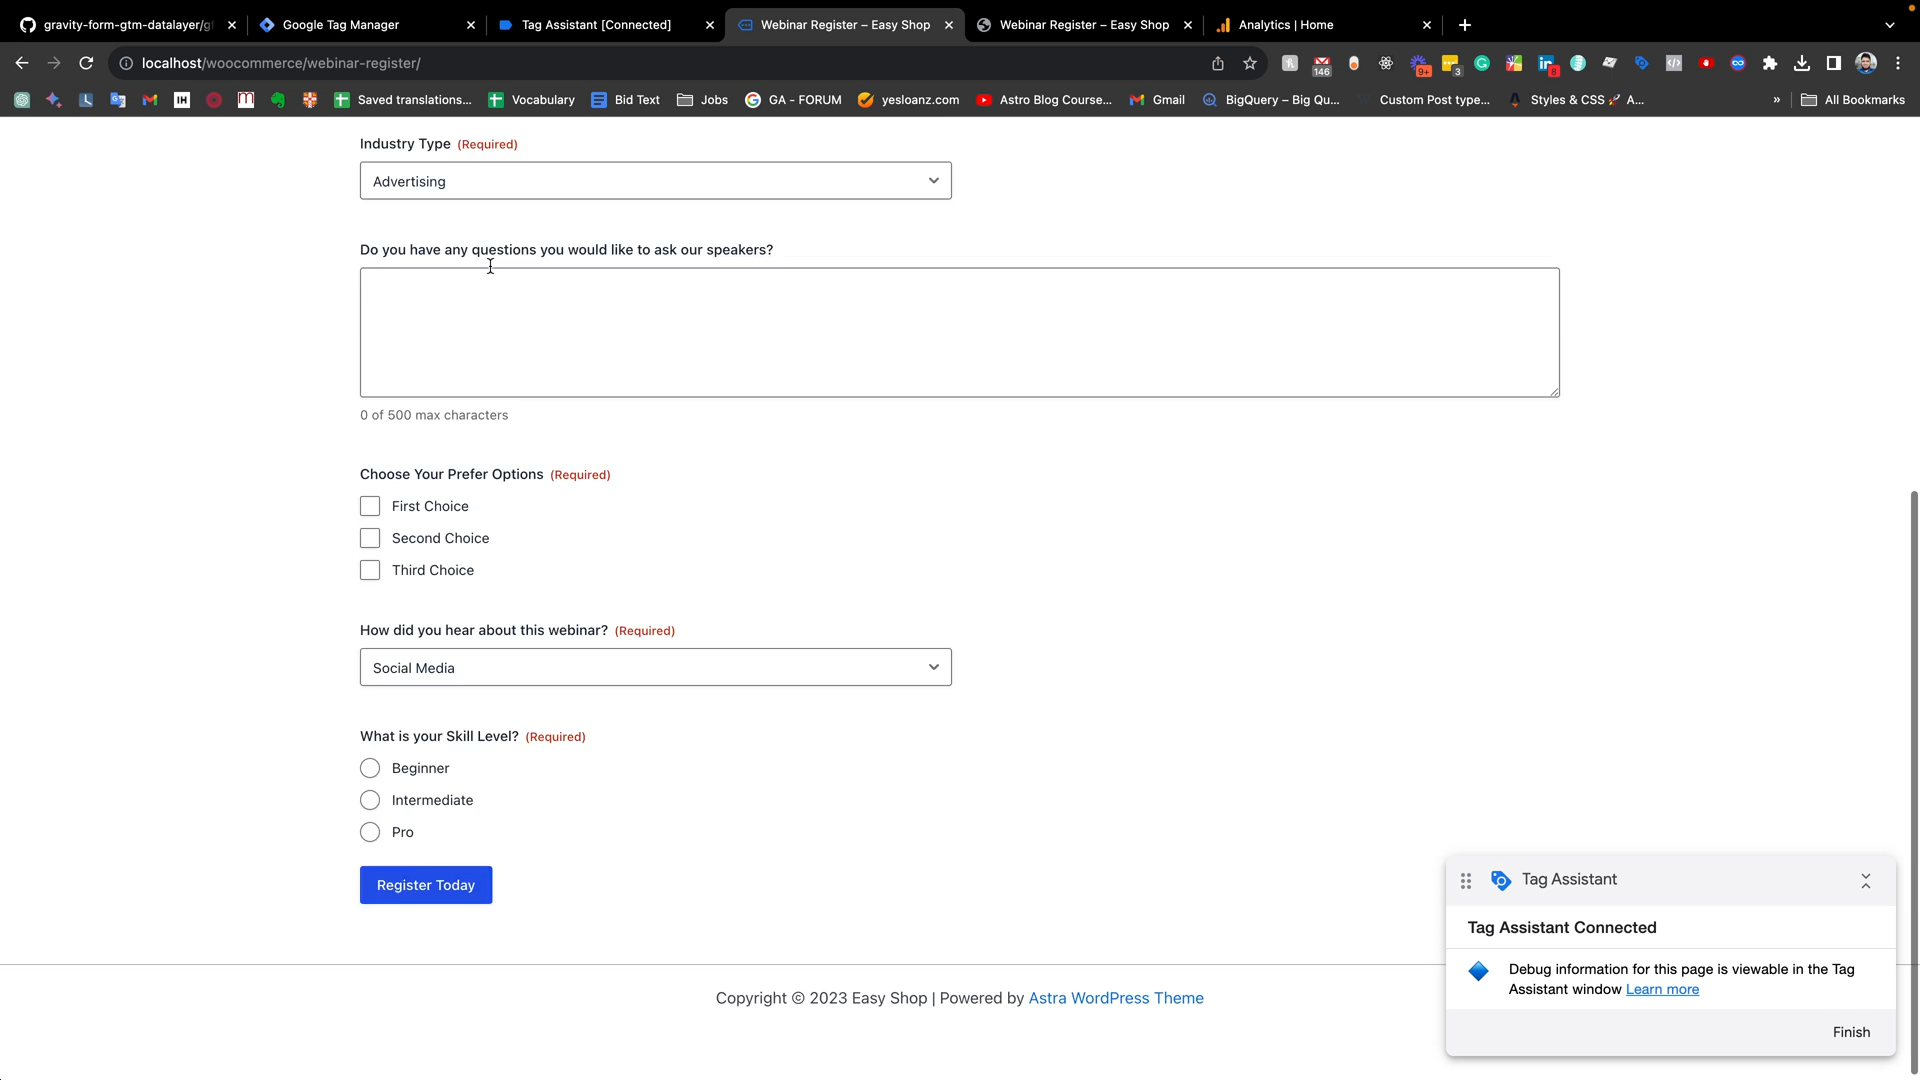 gravity-form-gtm-datalayer/g
Google Tag Manager
Tag Assistant [Connected]
Webinar Register – Easy Shop
Webinar Register – Easy Shop
Analytics | Home
localhost/woocommerce/webinar-register/
146
9+
3
8
IH
Saved translations...
Vocabulary
Bid Text
Jobs
GA - FORUM
yesloanz.com
Astro Blog Course...
Gmail
BigQuery – Big Qu...
Custom Post type...
Styles & CSS 🚀 A...
»
All Bookmarks
Industry Type (Required)
Advertising
Do you have any questions you would like to ask our speakers?
0 of 500 max characters
Choose Your Prefer Options (Required)
First Choice
Second Choice
Third Choice
How did you hear about this webinar? (Required)
Social Media
What is your Skill Level? (Required)
Beginner
Intermediate
Pro
Register Today
Tag Assistant
Tag Assistant Connected
Debug information for this page is viewable in the Tag
Assistant window Learn more
Finish
Copyright © 2023 Easy Shop | Powered by Astra WordPress Theme